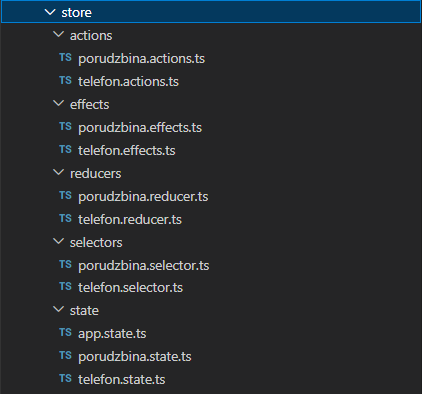 store
actions
TS porudzbina.actions.ts
TS telefon.actions.ts
effects
TS porudzbina.effects.ts
TS telefon.effects.ts
reducers
TS porudzbina.reducer.ts
TS telefon.reducer.ts
selectors
TS porudzbina.selector.ts
TS telefon.selector.ts
state
TS app.state.ts
TS porudzbina.state.ts
TS telefon.state.ts